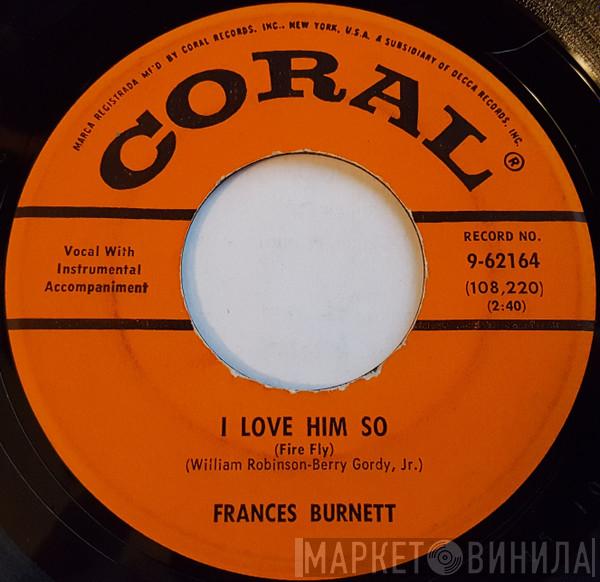 MARCA REGISTRADA MF'D BY CORAL RECORDS, INC., NEW YORK, U.S.A. A SUBSIDIARY OF DECCA RECORDS, INC.
CORAL®
Vocal With
Instrumental
Accompaniment
RECORD NO.
9-62164
(108,220)
(2:40)
I LOVE HIM SO
(Fire Fly)
(William Robinson-Berry Gordy, Jr.)
FRANCES BURNETT
МАРКЕТ ВИНИЛА